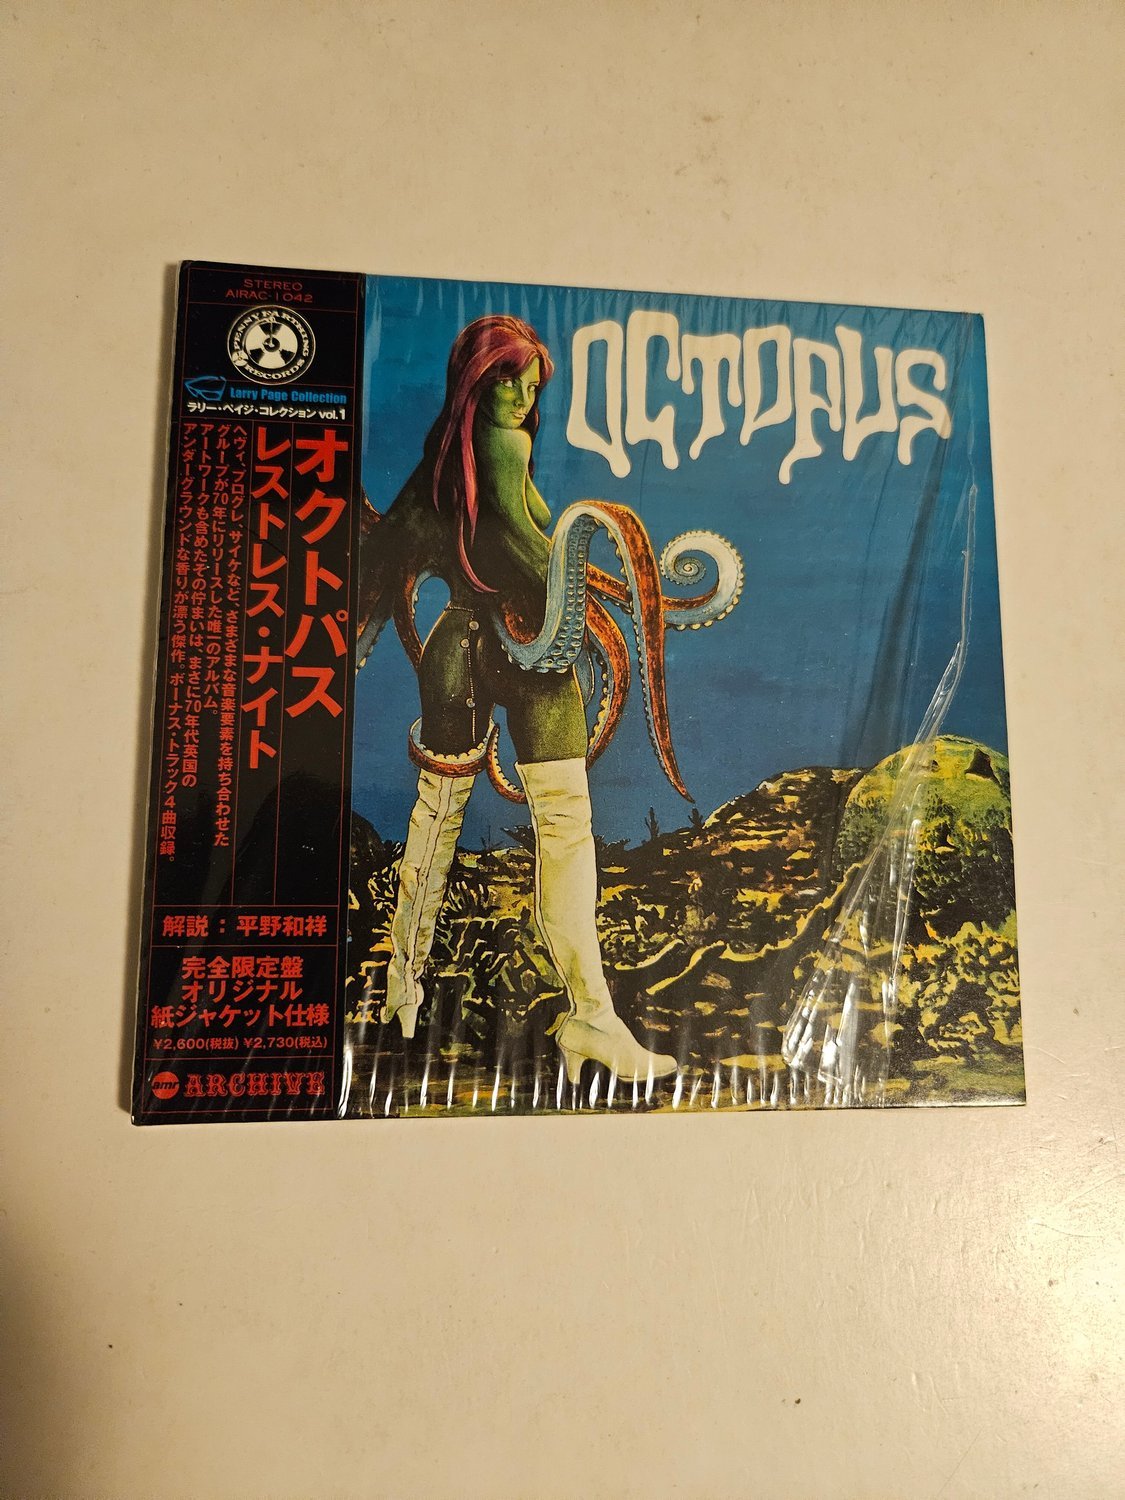 STEREO
AIRAC-1042
PENNY FARTHING
RECORDS
Larry Page Collection
ラリー・ペイジ・コレクション vol.1
オクトパス
レストレス・ナイト
ヘヴィ、プログレ、サイケなど、さまざまな音楽要素を持ち合わせた
グループが70年にリリースした唯一のアルバム。
アートワークも含めたその佇まいは、まさに70年代英国の
アンダーグラウンドな香りが漂う傑作。ボーナス・トラック4曲収録。
解説：平野和祥
完全限定盤
オリジナル
紙ジャケット仕様
¥2,600(税抜) ¥2,730(税込)
amr ARCHIVE
OCTOPUS